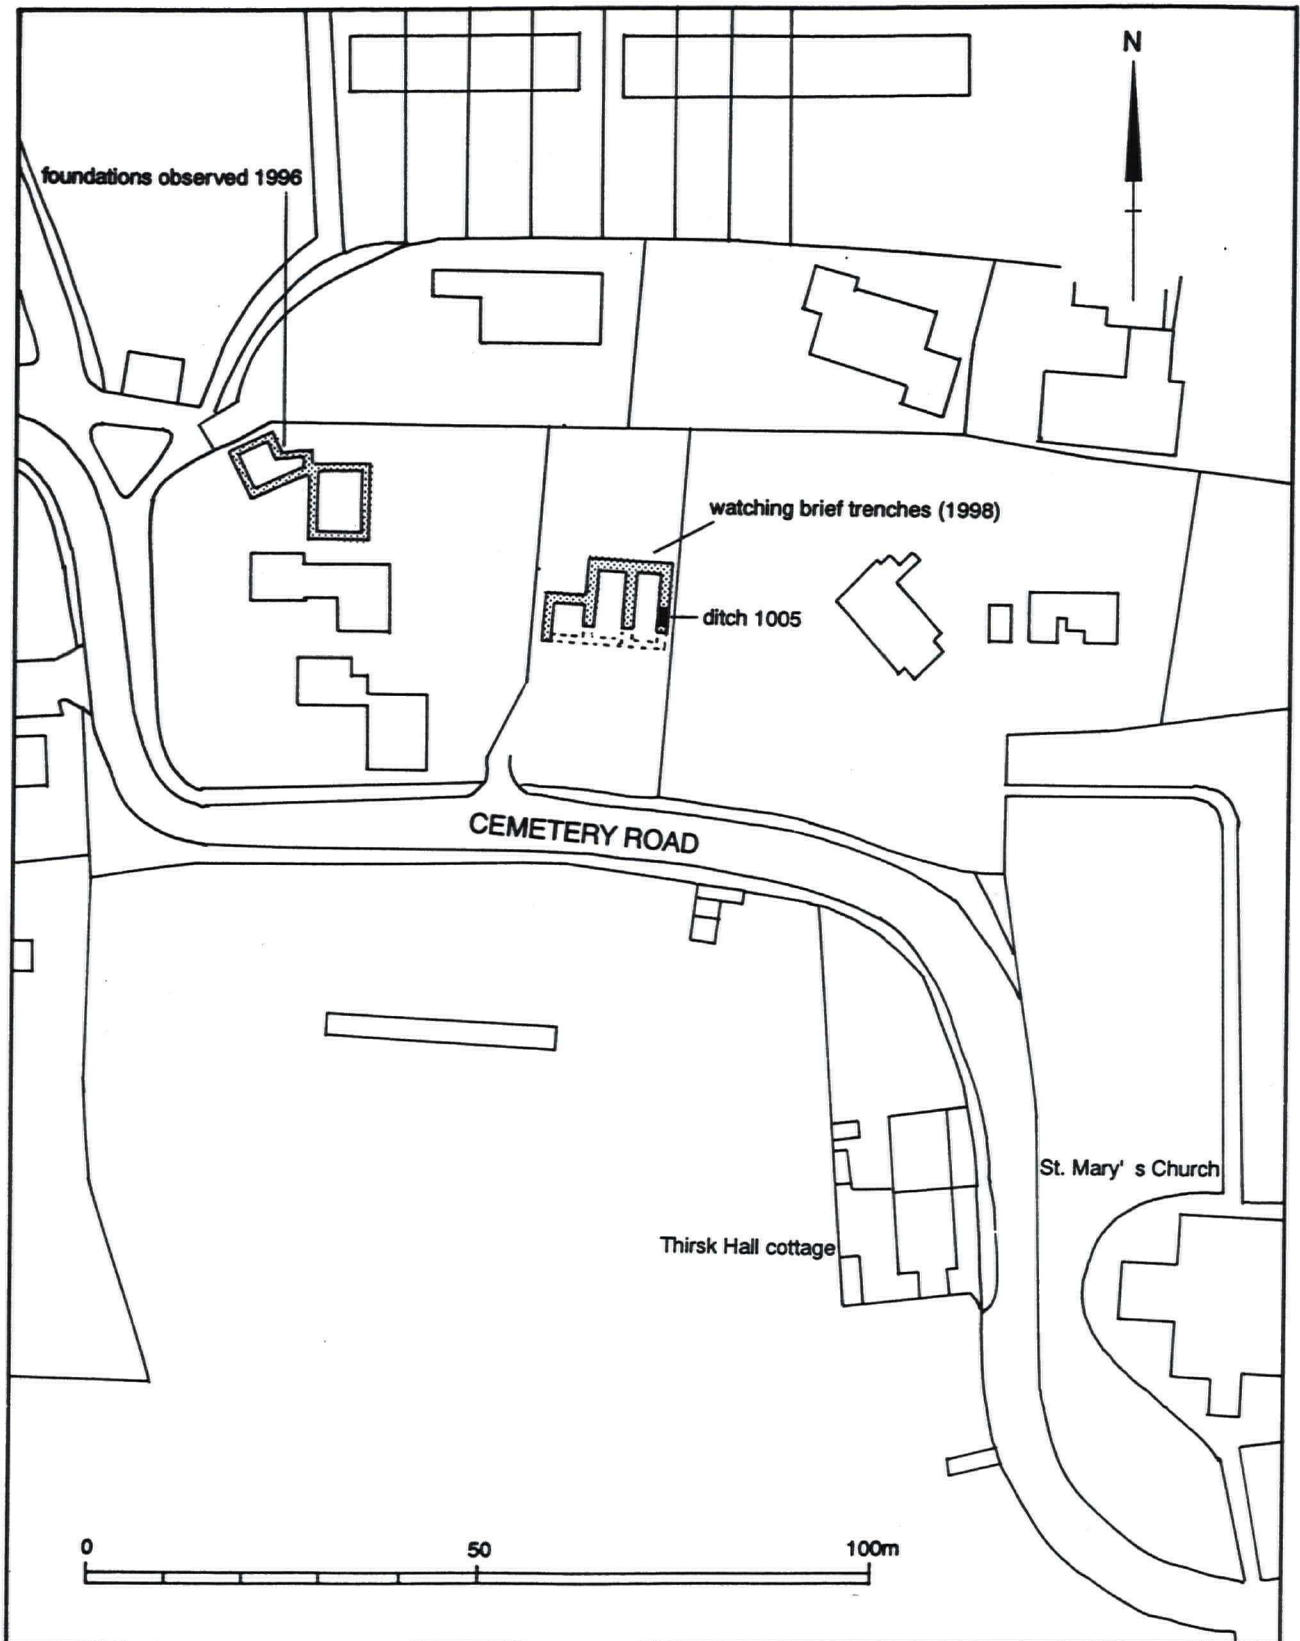 N
foundations observed 1996
watching brief trenches (1998)
ditch 1005
CEMETERY ROAD
St. Mary' s Church
Thirsk Hall cottage
0 50 100m